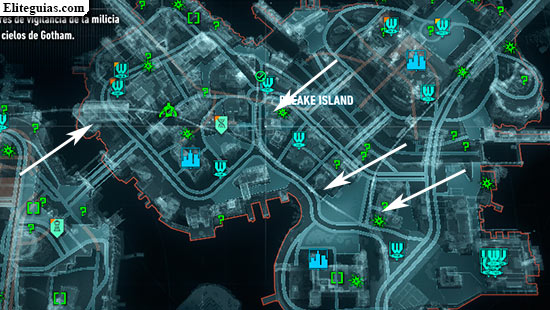 Eliteguias.com
res de vigilancia de la milicia
cielos de Gotham.
EAKE ISLAND